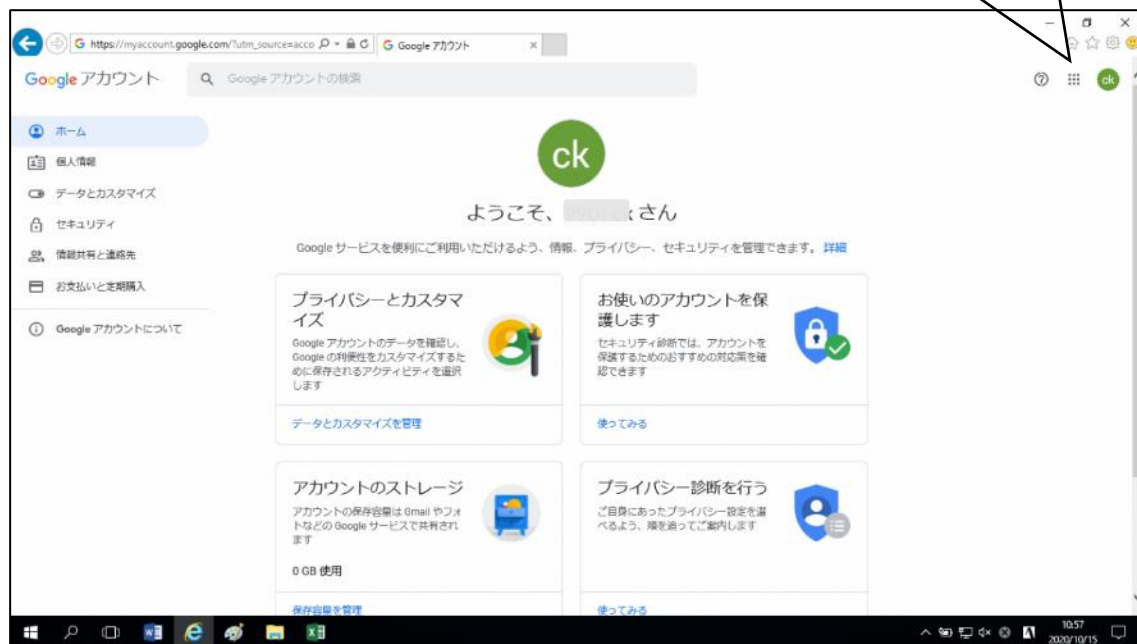 https://myaccount.google.com/?utm_source=acco
Google アカウント
Google アカウント
Google アカウントの検索
ck
ホーム
個人情報
データとカスタマイズ
セキュリティ
情報共有と連絡先
お支払いと定期購入
Google アカウントについて
ck
ようこそ、 さん
Google サービスを便利にご利用いただけるよう、情報、プライバシー、セキュリティを管理できます。詳細
プライバシーとカスタマ
イズ
Google アカウントのデータを確認し、
Google の利便性をカスタマイズするた
めに保存されるアクティビティを選択
します
データとカスタマイズを管理
お使いのアカウントを保
護します
セキュリティ診断では、アカウントを
保護するためのおすすめの対応策を確
認できます
使ってみる
アカウントのストレージ
アカウントの保存容量は Gmail やフォ
トなどの Google サービスで共有され
ます
0 GB 使用
保存容量を管理
プライバシー診断を行う
ご自身にあったプライバシー設定を選
べるよう、順を追ってご案内します
使ってみる
10:57
2020/10/15